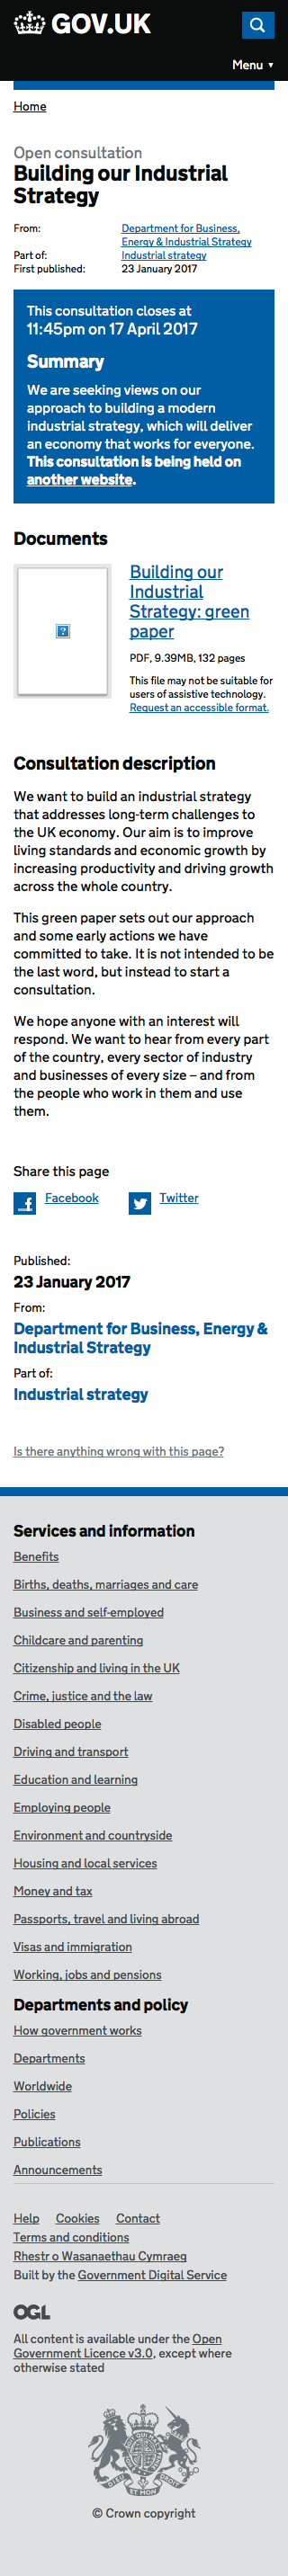 GOV.UK
Menu ▼
Home
Open consultation
Building our Industrial
Strategy
From: Department for Business,
Energy & Industrial Strategy
Part of: Industrial strategy
First published: 23 January 2017
This consultation closes at
11:45pm on 17 April 2017
Summary
We are seeking views on our
approach to building a modern
industrial strategy, which will deliver
an economy that works for everyone.
This consultation is being held on
another website.
Documents
Building our
Industrial
Strategy: green
paper
PDF, 9.39MB, 132 pages
This file may not be suitable for
users of assistive technology.
Request an accessible format.
Consultation description
We want to build an industrial strategy
that addresses long-term challenges to
the UK economy. Our aim is to improve
living standards and economic growth by
increasing productivity and driving growth
across the whole country.
This green paper sets out our approach
and some early actions we have
committed to take. It is not intended to be
the last word, but instead to start a
consultation.
We hope anyone with an interest will
respond. We want to hear from every part
of the country, every sector of industry
and businesses of every size – and from
the people who work in them and use
them.
Share this page
Facebook Twitter
Published:
23 January 2017
From:
Department for Business, Energy &
Industrial Strategy
Part of:
Industrial strategy
Is there anything wrong with this page?
Services and information
Benefits
Births, deaths, marriages and care
Business and self-employed
Childcare and parenting
Citizenship and living in the UK
Crime, justice and the law
Disabled people
Driving and transport
Education and learning
Employing people
Environment and countryside
Housing and local services
Money and tax
Passports, travel and living abroad
Visas and immigration
Working, jobs and pensions
Departments and policy
How government works
Departments
Worldwide
Policies
Publications
Announcements
Help Cookies Contact
Terms and conditions
Rhestr o Wasanaethau Cymraeg
Built by the Government Digital Service
OGL
All content is available under the Open
Government Licence v3.0, except where
otherwise stated
DIEU ET MON DROIT
© Crown copyright